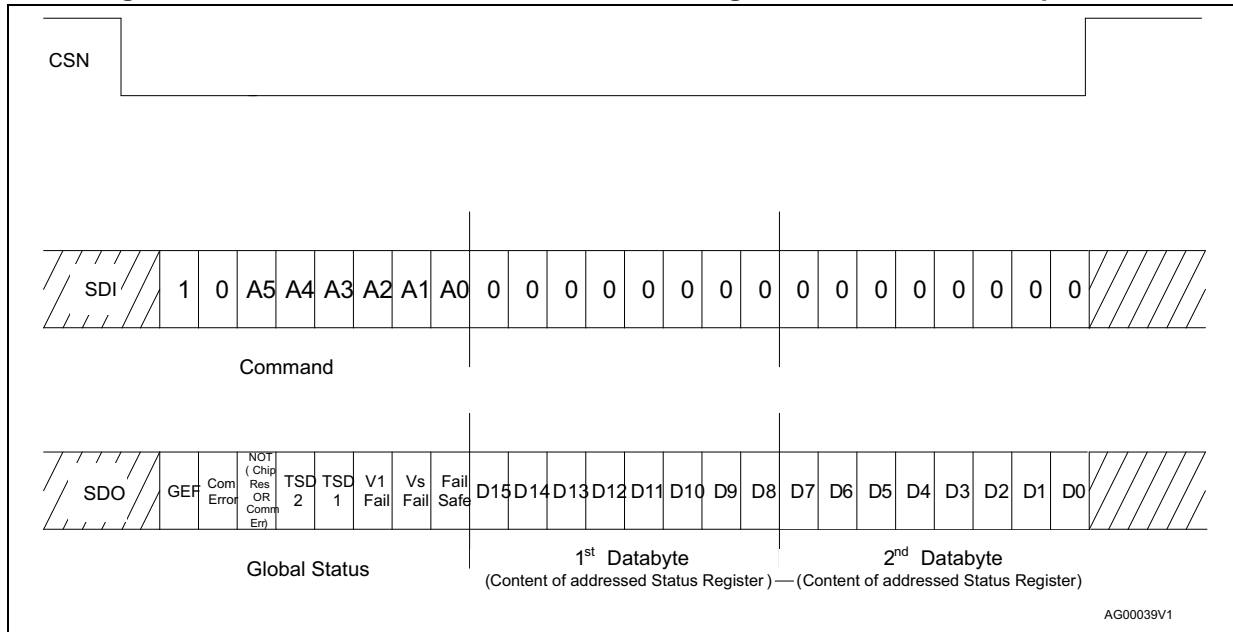 CSN
SDI 1 0 A5 A4 A3 A2 A1 A0 0 0 0 0 0 0 0 0 0 0 0 0 0 0 0 0
Command
SDO GEF Com Error NOT ( Chip Res OR Comm Err) TSD 2 TSD 1 V1 Fail Vs Fail Fail Safe D15 D14 D13 D12 D11 D10 D9 D8 D7 D6 D5 D4 D3 D2 D1 D0
Global Status
1st Databyte
(Content of addressed Status Register )
2nd Databyte
(Content of addressed Status Register)
AG00039V1